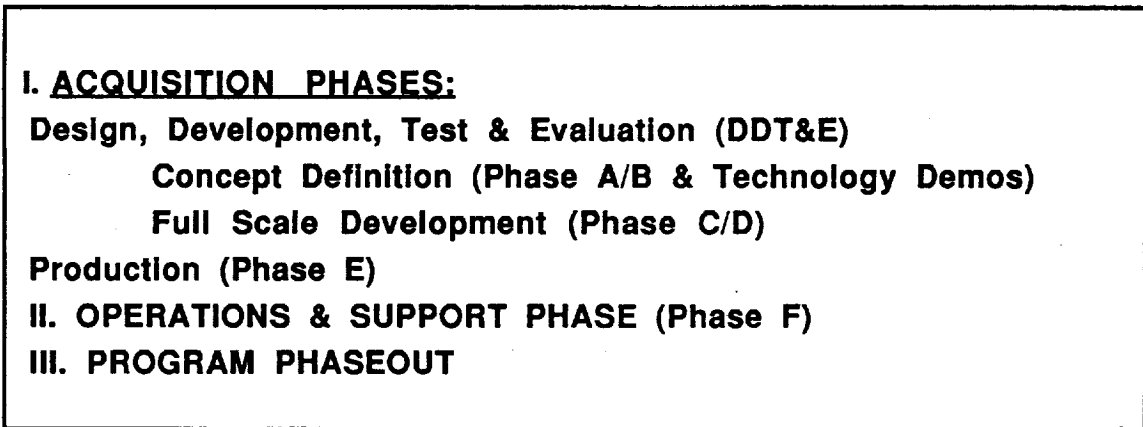 I. ACQUISITION PHASES:
Design, Development, Test & Evaluation (DDT&E)
Concept Definition (Phase A/B & Technology Demos)
Full Scale Development (Phase C/D)
Production (Phase E)
II. OPERATIONS & SUPPORT PHASE (Phase F)
III. PROGRAM PHASEOUT